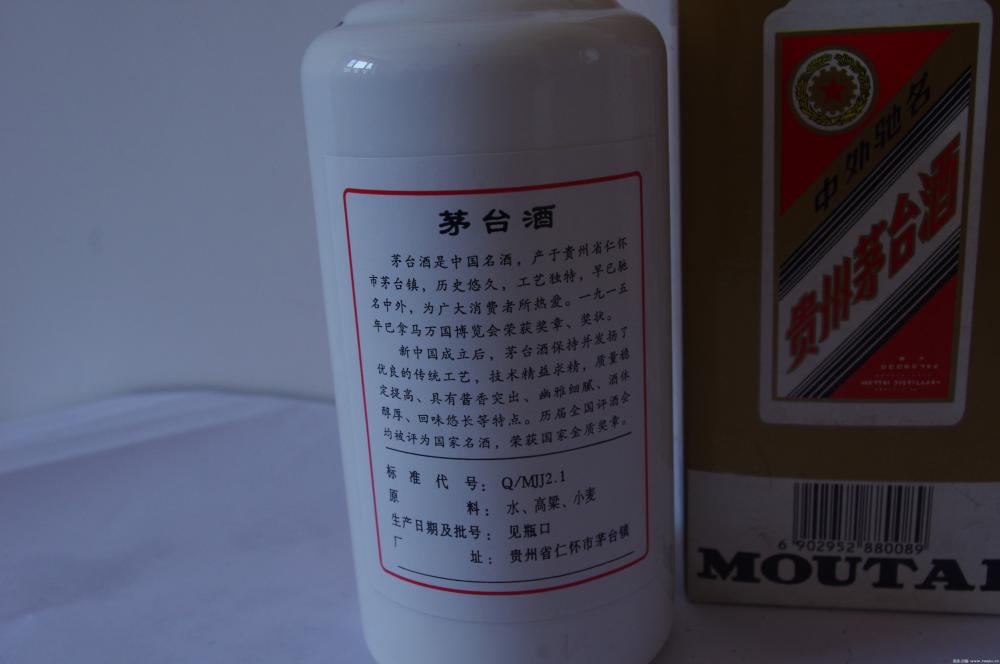 茅台酒
茅台酒是中国名酒，产于贵州省仁怀
市茅台镇，历史悠久，工艺独特，早已驰
名中外，为广大消费者所热爱。一九一五
年巴拿马万国博览会荣获奖章、奖状。
新中国成立后，茅台酒保持并发扬了
优良的传统工艺，技术精益求精，质量稳
定提高、具有酱香突出、幽雅细腻、酒体
醇厚、回味悠长等特点。历届全国评酒会
均被评为国家名酒，荣获国家金质奖章。
标准代号：Q/MJJ2.1
原料：水、高粱、小麦
生产日期及批号：见瓶口
厂址：贵州省仁怀市茅台镇
中外驰名
贵州茅台酒
6 902952 880089
MOUTAI